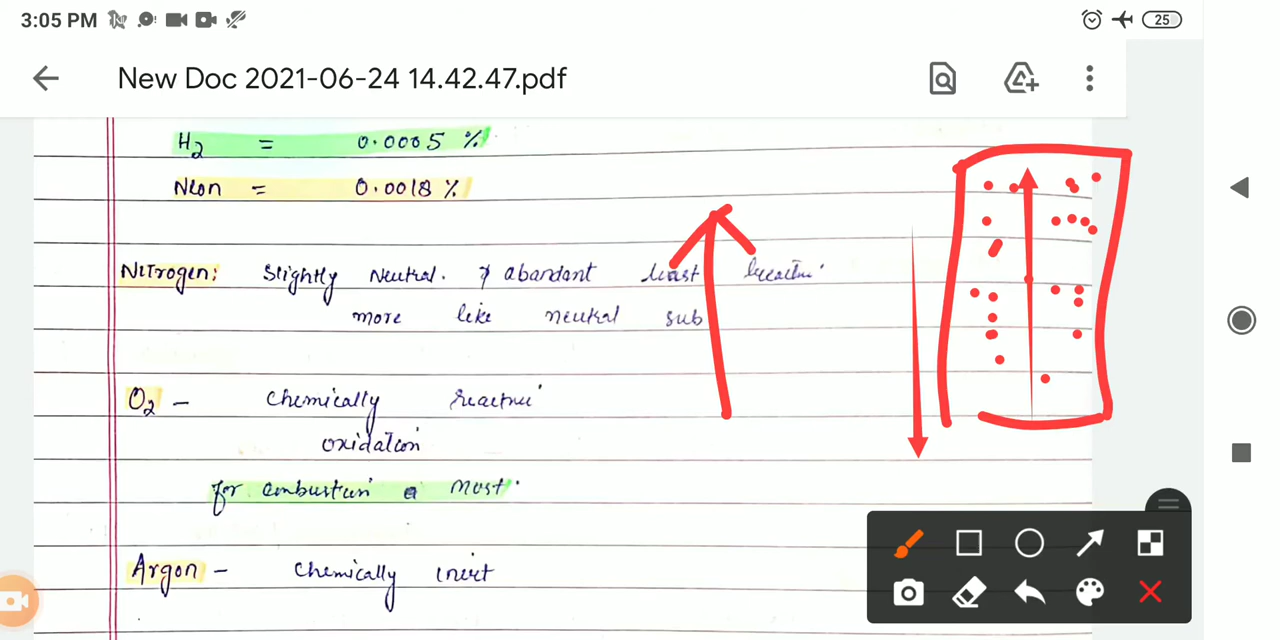 3:05 PM 25
New Doc 2021-06-24 14.42.47.pdf
H2 = 0.0005 %
Neon = 0.0018 %
Nitrogen: Slightly Neutral. & abandant least
more like neutral sub
O2 - Chemically
oxidation
for combustion a most.
Argon - Chemically inert